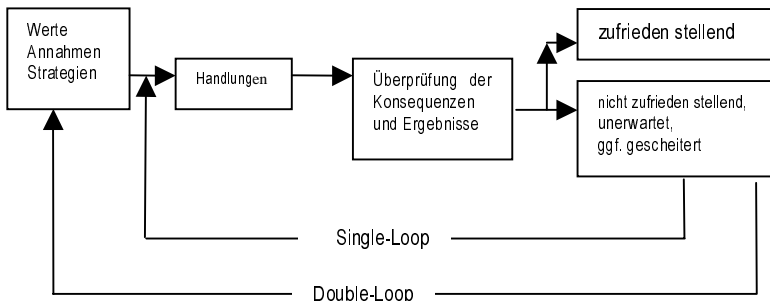 Werte
Annahmen
Strategien
Handlungen
Überprüfung der
Konsequenzen
und Ergebnisse
zufrieden stellend
nicht zufrieden stellend,
unerwartet,
ggf. gescheitert
Single-Loop
Double-Loop